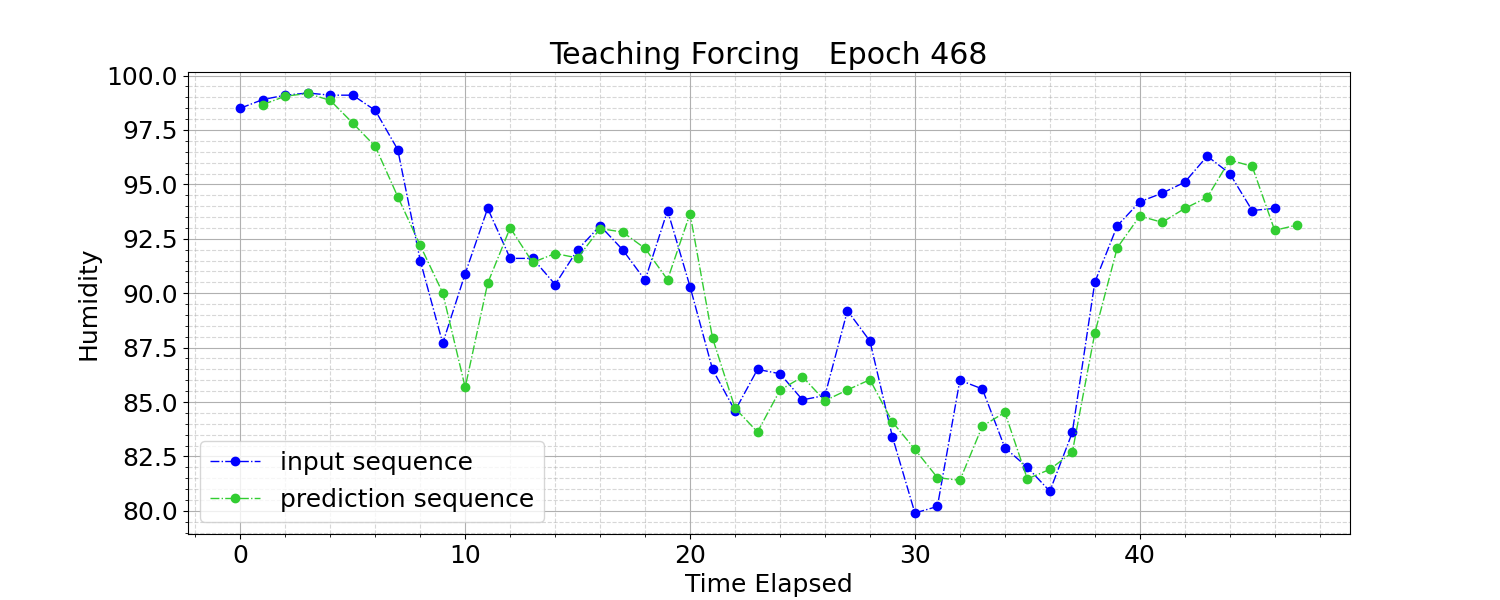 Teaching Forcing   Epoch 468
100.0
97.5
95.0
92.5
90.0
87.5
85.0
82.5
80.0
Humidity
input sequence
prediction sequence
0 10 20 30 40
Time Elapsed